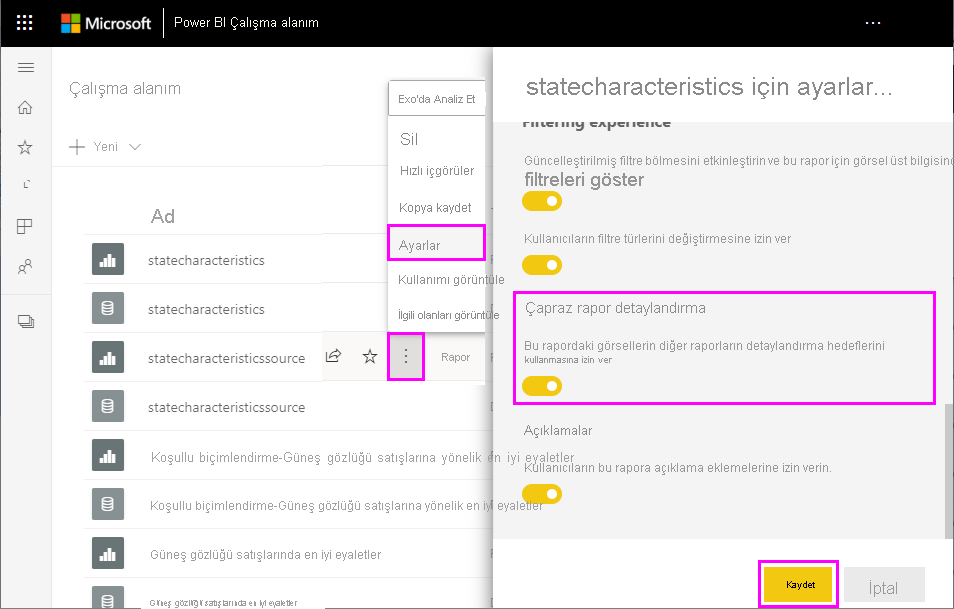 Microsoft
Power BI Çalışma alanım
...
Çalışma alanım
Yeni
Ad
statecharacteristics
statecharacteristics
statecharacteristicssource
Rapor
statecharacteristicssource
Koşullu biçimlendirme-Güneş gözlüğü satışlarına yönelik en iyi eyaletler
Koşullu biçimlendirme-Güneş gözlüğü satışlarına yönelik en iyi eyaletler
Güneş gözlüğü satışlarında en iyi eyaletler
Güneş gözlüğü satışlarında en iyi eyaletler
Exo'da Analiz Et
Sil
Hızlı içgörüler
Kopya kaydet
Ayarlar
Kullanımı görüntüle
İlgili olanları görüntüle
statecharacteristics için ayarlar...
Filtering experience
Güncelleştirilmiş filtre bölmesini etkinleştirin ve bu rapor için görsel üst bilgisind
filtreleri göster
Kullanıcıların filtre türlerini değiştirmesine izin ver
Çapraz rapor detaylandırma
Bu rapordaki görsellerin diğer raporların detaylandırma hedeflerini
kullanmasına izin ver
Açıklamalar
Kullanıcıların bu rapora açıklama eklemelerine izin verin.
Kaydet
İptal